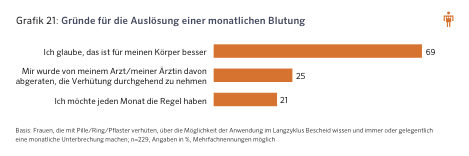 Grafik 21: Gründe für die Auslösung einer monatlichen Blutung
Ich glaube, das ist für meinen Körper besser
69
Mir wurde von meinem Arzt/meiner Ärztin davon
abgeraten, die Verhütung durchgehend zu nehmen
25
Ich möchte jeden Monat die Regel haben
21
Basis: Frauen, die mit Pille/Ring/Pflaster verhüten, über die Möglichkeit der Anwendung im Langzyklus Bescheid wissen und immer oder gelegentlich
eine monatliche Unterbrechung machen; n=229, Angaben in %, Mehrfachnennungen möglich